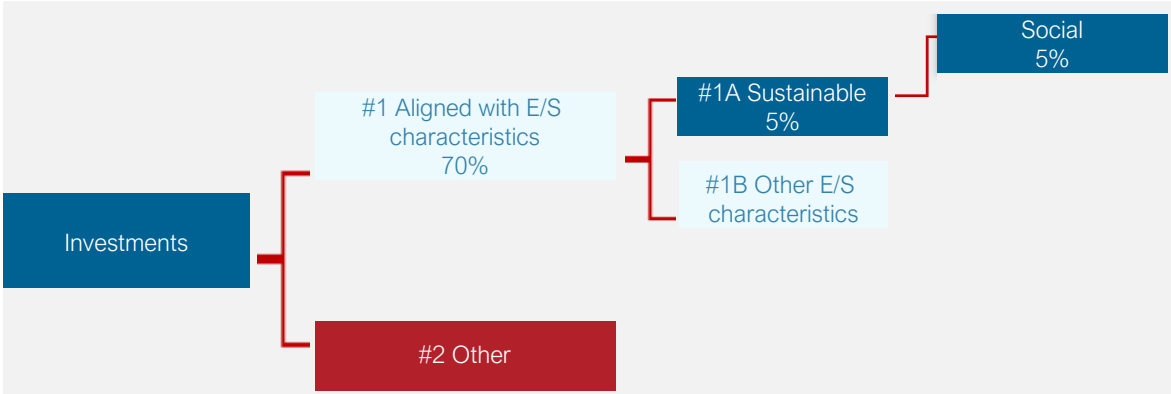 Social
5%
#1A Sustainable
5%
#1 Aligned with E/S
characteristics
70%
#1B Other E/S
characteristics
Investments
#2 Other